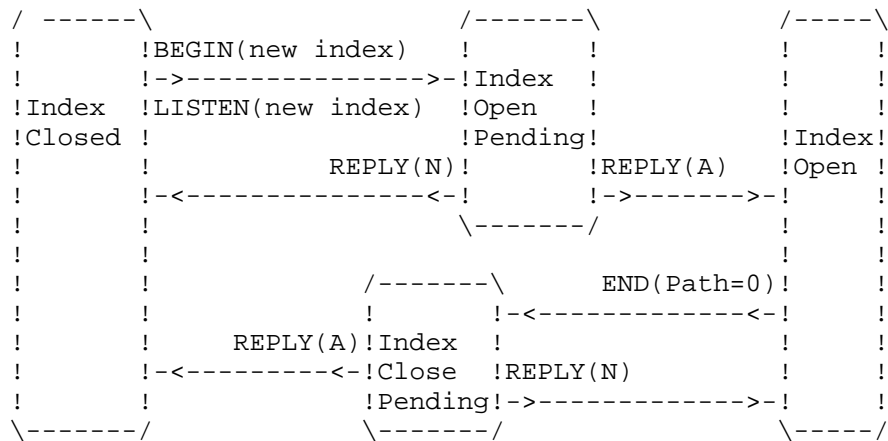 / ------\                    /-------\           /-----\
!       !BEGIN(new index)    !       !           !     !
!       !->--------------->-!Index  !           !     !
!Index  !LISTEN(new index)  !Open   !           !     !
!Closed !                   !Pending!           !Index!
!       !           REPLY(N)!       !REPLY(A)   !Open !
!       !-<---------------<-!       !->------->-!     !
!       !                   \-------/           !     !
!       !                                       !     !
!       !             /-------\      END(Path=0)!     !
!       !             !       !-<-------------<-!     !
!       !     REPLY(A)!Index  !                 !     !
!       !-<---------<-!Close  !REPLY(N)         !     !
!       !             !Pending!->------------->-!     !
\-------/             \-------/                 \-----/